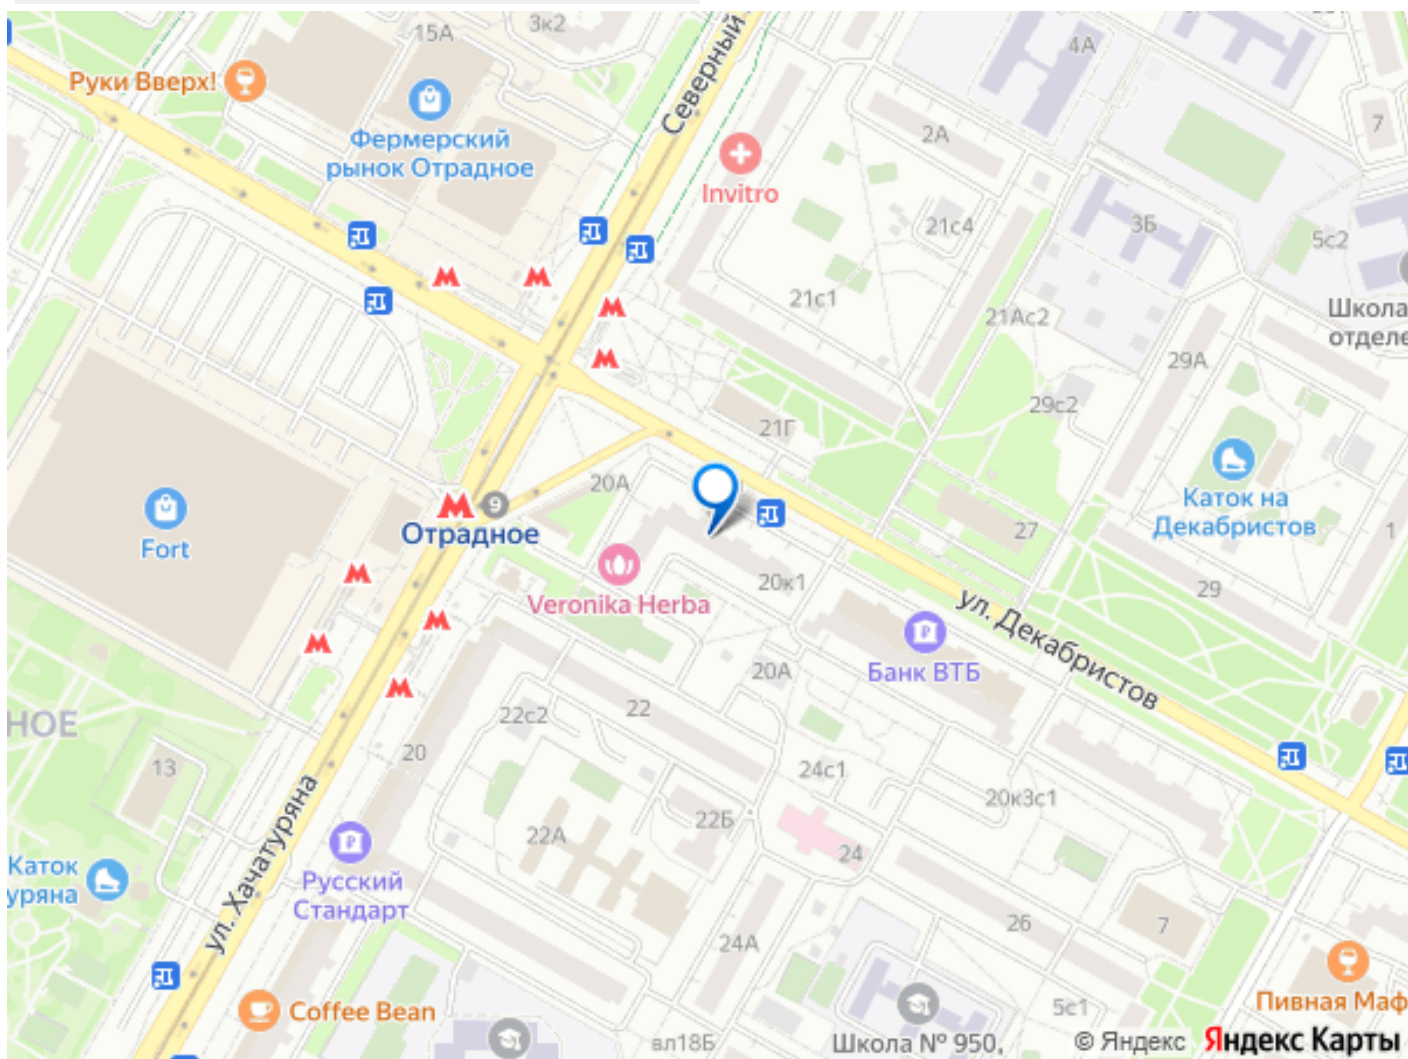 3к2
15А
Северный
4А
Руки Вверх!
Фермерский
рынок Отрадное
2А
7
Invitro
21с4
3Б
5с2
21с1
Школа
отделе
21Ас2
29А
29с2
21Г
20А
9
Отрадное
Каток на
Декабристов
27
1
Fort
Veronika Herba
20к1
29
ул. Декабристов
Банк ВТБ
20А
22
22с2
НОЕ
20
13
24с1
20к3с1
22Б
22А
24
ул. Хачатуряна
Каток
уряна
Русский
Стандарт
26
7
24А
Coffee Bean
5с1
Пивная Маф
вл18Б
Школа № 950,
© Яндекс Яндекс Карты